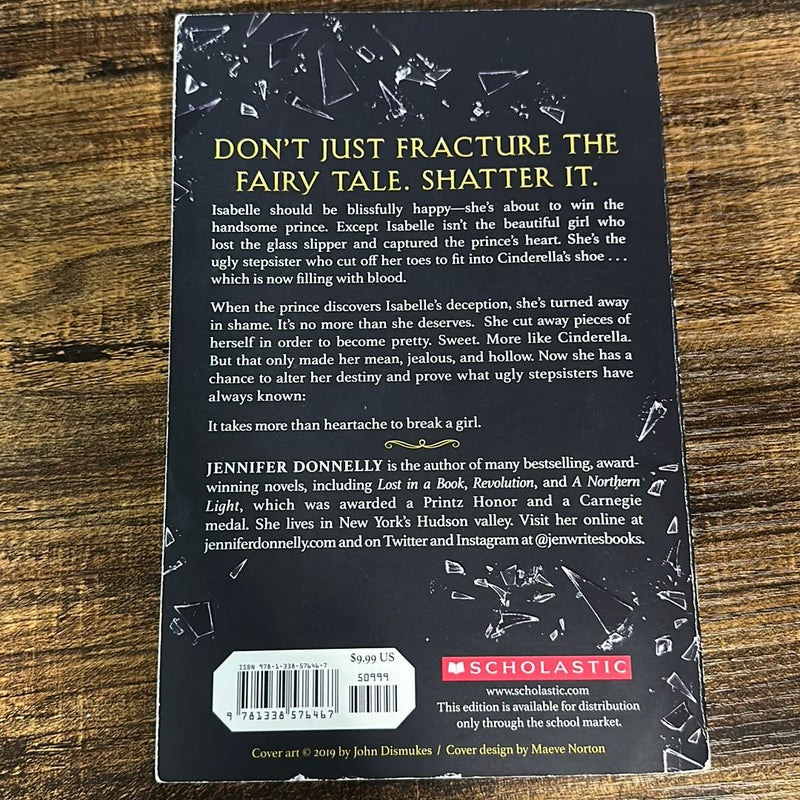 DON'T JUST FRACTURE THE
FAIRY TALE. SHATTER IT.
Isabelle should be blissfully happy—she's about to win the
handsome prince. Except Isabelle isn't the beautiful girl who
lost the glass slipper and captured the prince's heart. She's the
ugly stepsister who cut off her toes to fit into Cinderella's shoe . . .
which is now filling with blood.
When the prince discovers Isabelle's deception, she's turned away
in shame. It's no more than she deserves. She cut away pieces of
herself in order to become pretty. Sweet. More like Cinderella.
But that only made her mean, jealous, and hollow. Now she has a
chance to alter her destiny and prove what ugly stepsisters have
always known:
It takes more than heartache to break a girl.
JENNIFER DONNELLY is the author of many bestselling, award-
winning novels, including Lost in a Book, Revolution, and A Northern
Light, which was awarded a Printz Honor and a Carnegie
medal. She lives in New York's Hudson valley. Visit her online at
jenniferdonnelly.com and on Twitter and Instagram at @jenwritesbooks.
ISBN 978-1-338-57646-7
$9.99 US
50999
9 781338 576467
SCHOLASTIC
www.scholastic.com
This edition is available for distribution
only through the school market.
Cover art © 2019 by John Dismukes / Cover design by Maeve Norton